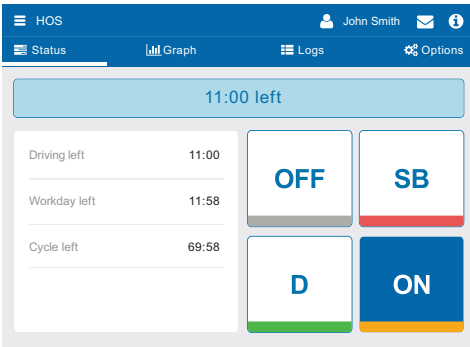 HOS
John Smith
Status
Graph
Logs
Options
11:00 left
Driving left 11:00
Workday left 11:58
Cycle left 69:58
OFF
SB
D
ON